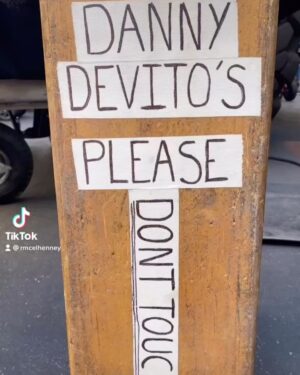 DANNY
DEVITO'S
PLEASE
DONT TOUC
TikTok
@rmcelhenney